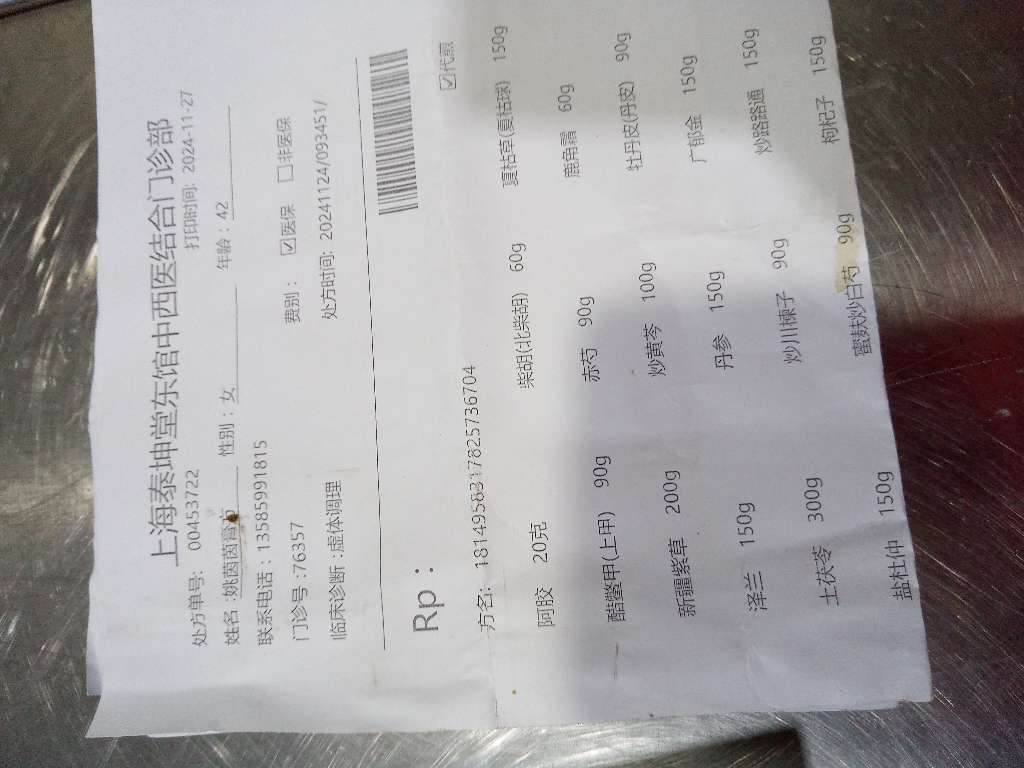 上海泰坤堂东馆中西医结合门诊部
处方单号: 00453722 打印时间: 2024-11-27
姓名:姚茵茵膏方 性别:女 年龄:42
联系电话:13585991815
门诊号:76357 费别: ☑医保 □非医保
临床诊断:虚体调理 处方时间: 20241124/093451/
Rp:
☑代煎
方名: 1814958317825736704
阿胶 20克 柴胡(北柴胡) 60g 夏枯草(夏枯球) 150g
醋鳖甲(上甲) 90g 赤芍 90g 鹿角霜 60g
新疆紫草 200g 炒黄芩 100g 牡丹皮(丹皮) 90g
泽兰 150g 丹参 150g 广郁金 150g
土茯苓 300g 炒川楝子 90g 炒路路通 150g
盐杜仲 150g 蜜麸炒白芍 90g 枸杞子 150g